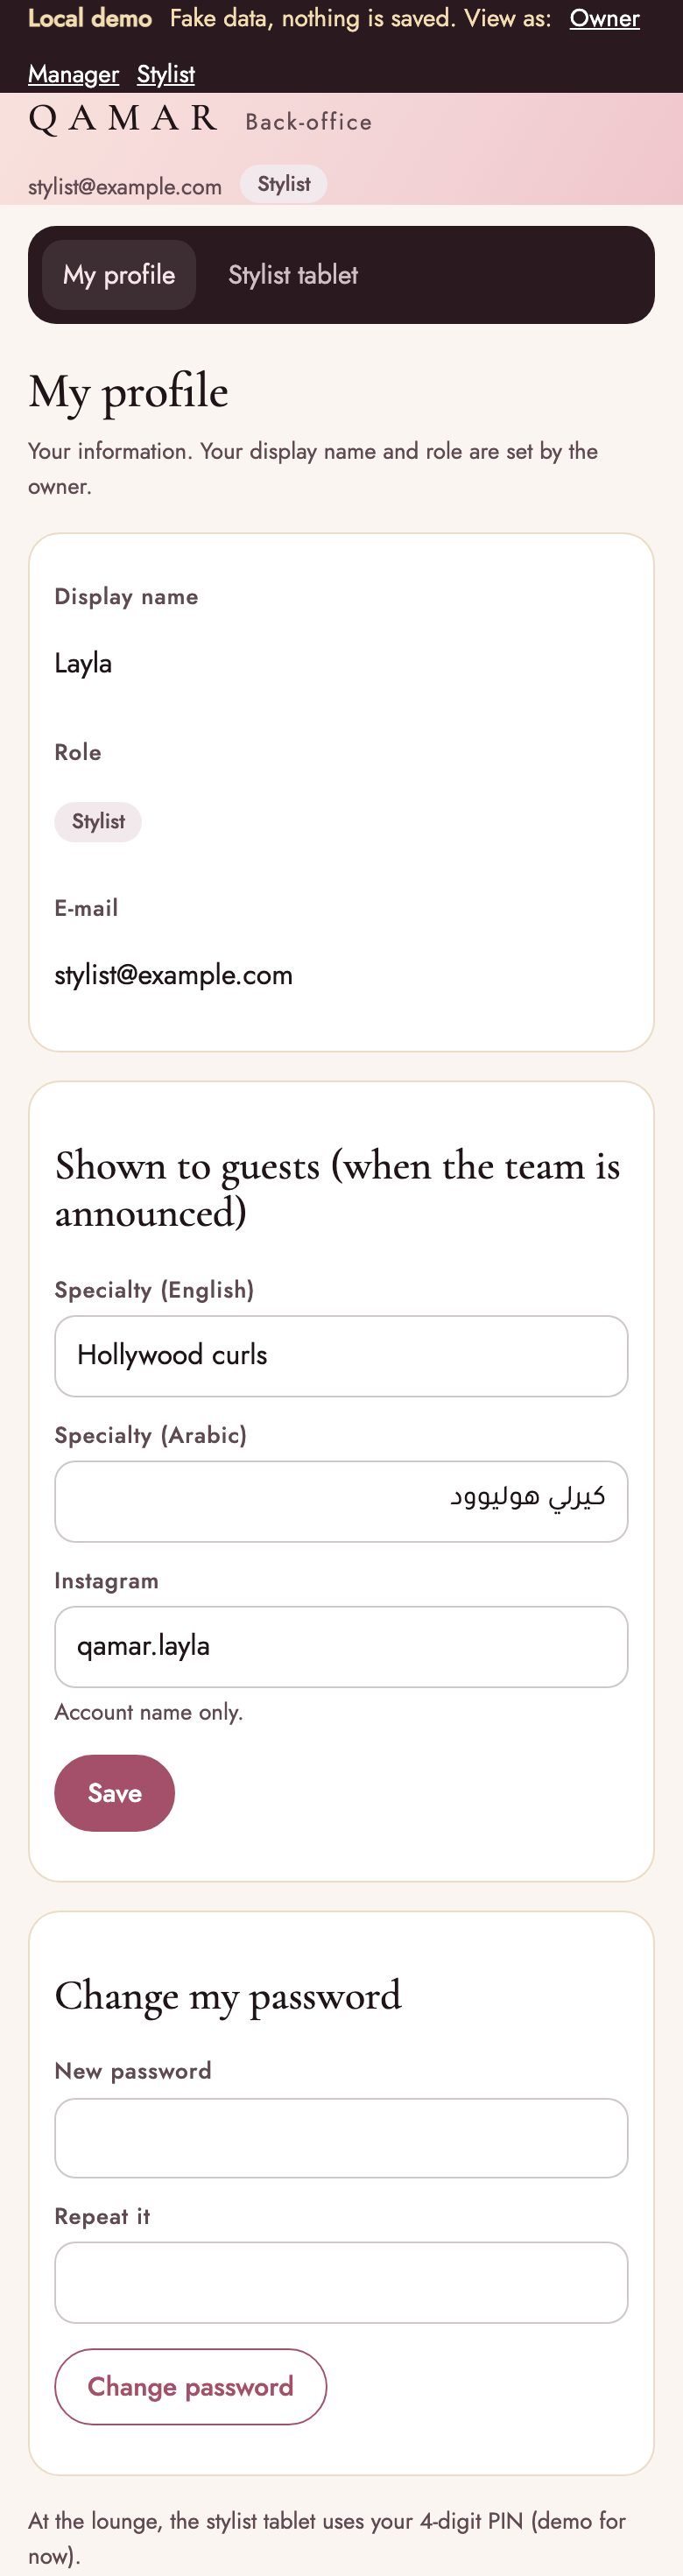 Local demo Fake data, nothing is saved. View as: Owner
Manager Stylist
QAMAR Back-office
stylist@example.com Stylist
My profile Stylist tablet
My profile
Your information. Your display name and role are set by the
owner.
Display name
Layla
Role
Stylist
E-mail
stylist@example.com
Shown to guests (when the team is
announced)
Specialty (English)
Hollywood curls
Specialty (Arabic)
كيرلي هوليوود
Instagram
qamar.layla
Account name only.
Save
Change my password
New password
Repeat it
Change password
At the lounge, the stylist tablet uses your 4-digit PIN (demo for
now).